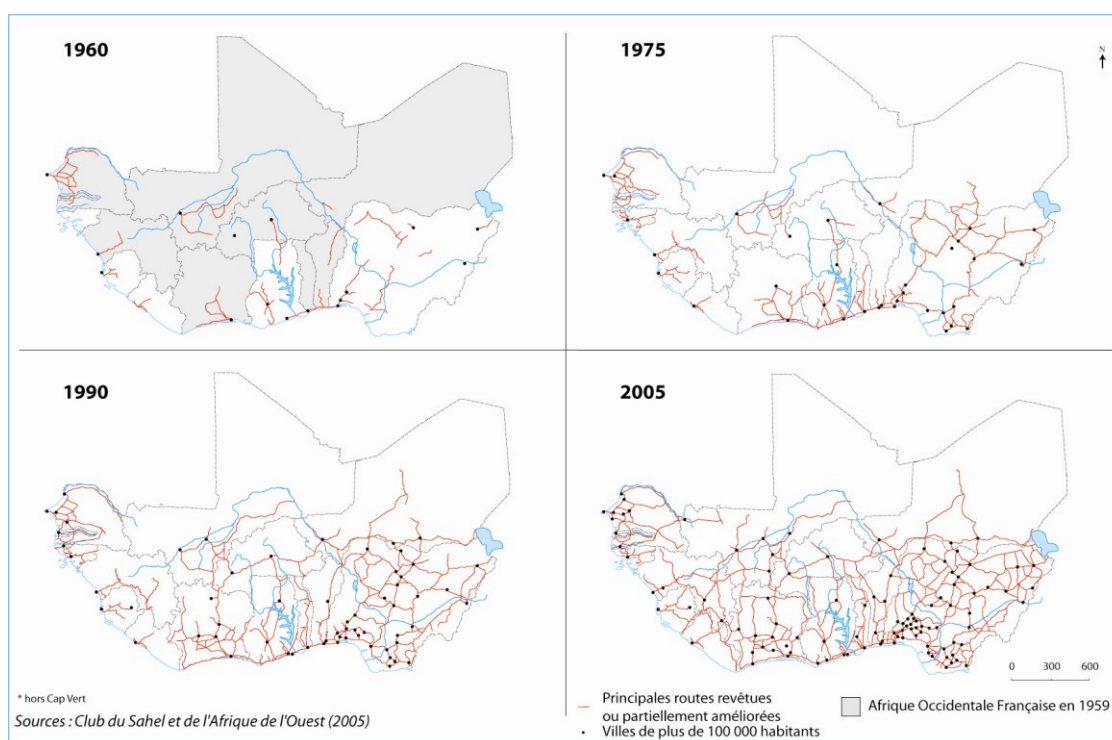 1960
1975
N
1990
2005
0 300 600
* hors Cap Vert
Sources : Club du Sahel et de l'Afrique de l'Ouest (2005)
Principales routes revêtues
ou partiellement améliorées
Villes de plus de 100 000 habitants
Afrique Occidentale Française en 1959